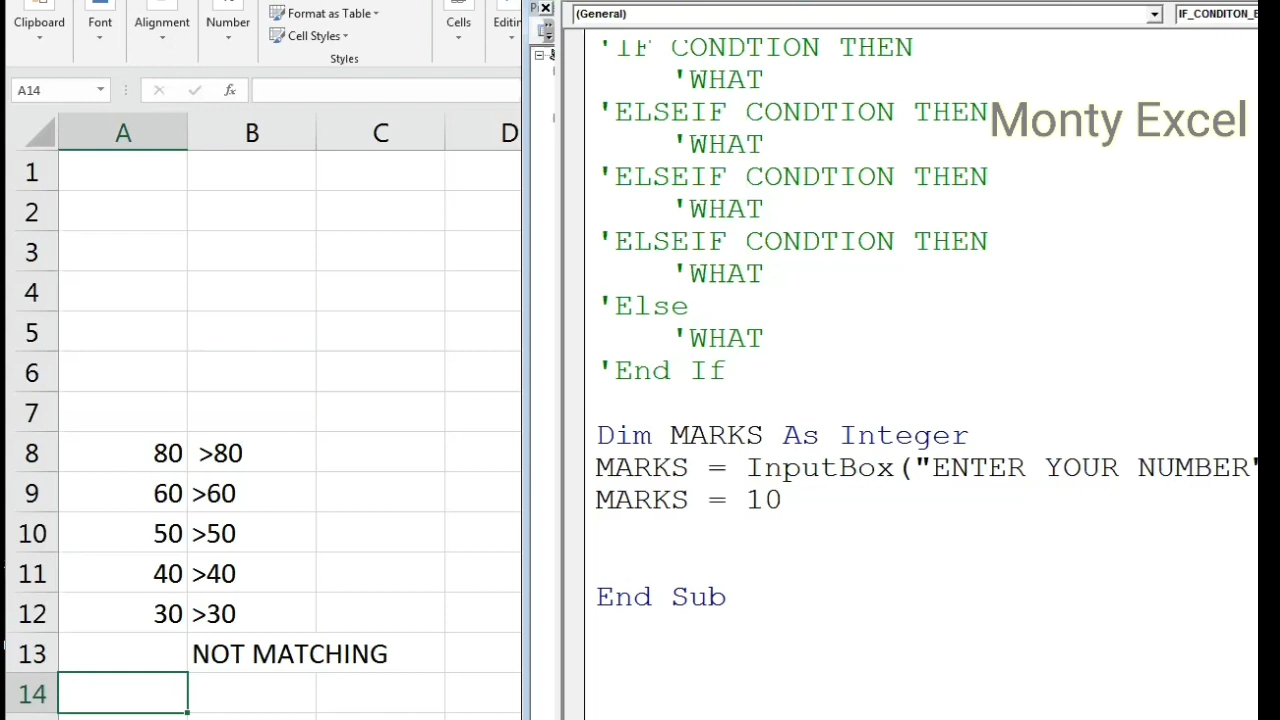 Clipboard
Font
Alignment
Number
Format as Table
Cell Styles
Styles
Cells
A14
fx
A B C D
1
2
3
4
5
6
7
8 80 >80
9 60 >60
10 50 >50
11 40 >40
12 30 >30
13 NOT MATCHING
14
(General)
'IF CONDTION THEN
'WHAT
'ELSEIF CONDTION THEN
'WHAT
'ELSEIF CONDTION THEN
'WHAT
'ELSEIF CONDTION THEN
'WHAT
'Else
'WHAT
'End If
Dim MARKS As Integer
MARKS = InputBox("ENTER YOUR NUMBER"
MARKS = 10
End Sub
Monty Excel